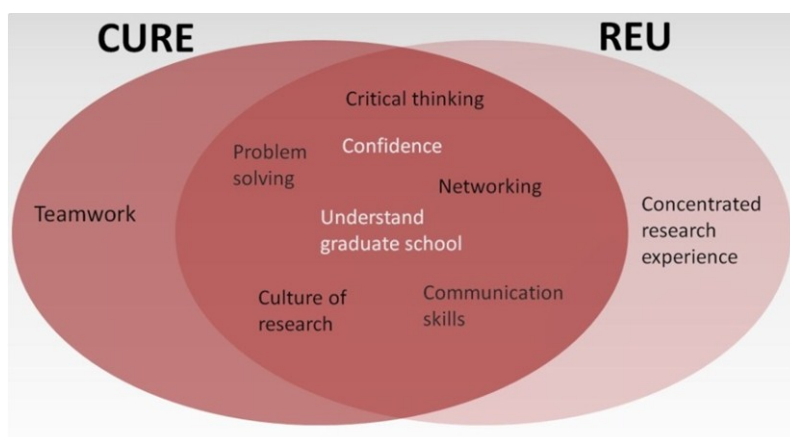 CURE
REU
Critical thinking
Confidence
Problem
solving
Networking
Teamwork
Understand
graduate school
Concentrated
research
experience
Culture of
research
Communication
skills